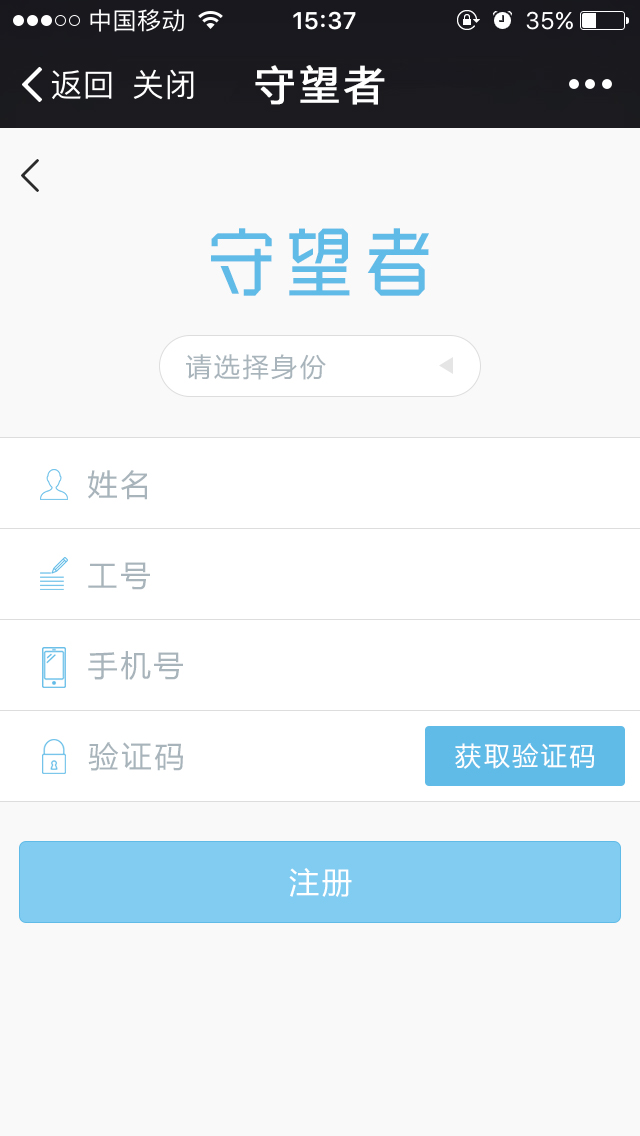 中国移动 15:37 35%
返回 关闭 守望者
守望者
请选择身份
姓名
工号
手机号
验证码 获取验证码
注册